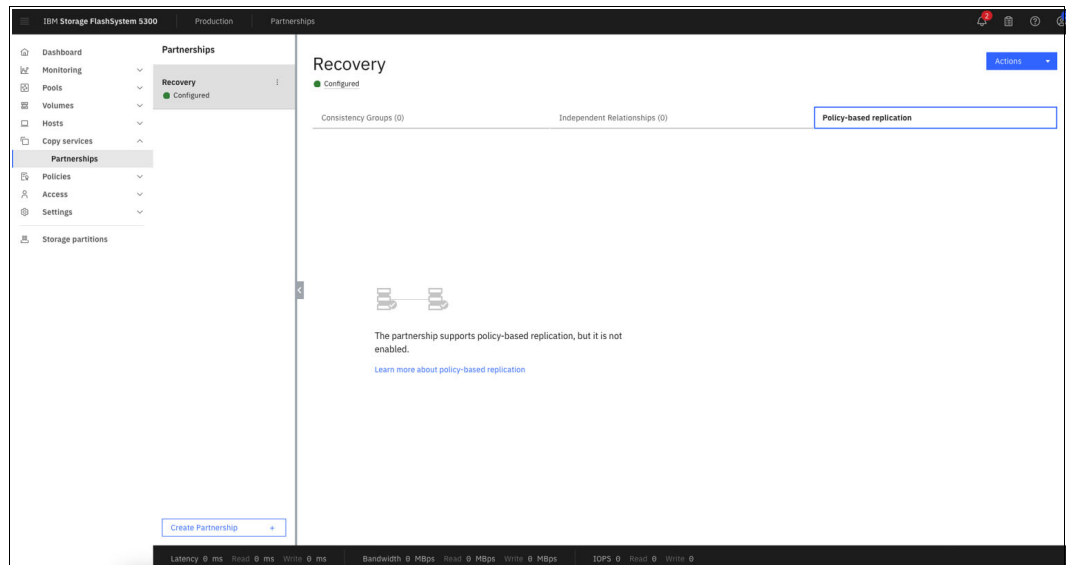 IBM Storage FlashSystem 5300
Production
Partnerships
2
Dashboard
Monitoring
Pools
Volumes
Hosts
Copy services
Partnerships
Policies
Access
Settings
Storage partitions
Partnerships
Recovery
Configured
Create Partnership +
Recovery
Configured
Actions
Consistency Groups (0)
Independent Relationships (0)
Policy-based replication
The partnership supports policy-based replication, but it is not
enabled.
Learn more about policy-based replication
Latency 0 ms Read 0 ms Write 0 ms
Bandwidth 0 MBps Read 0 MBps Write 0 MBps
IOPS 0 Read 0 Write 0